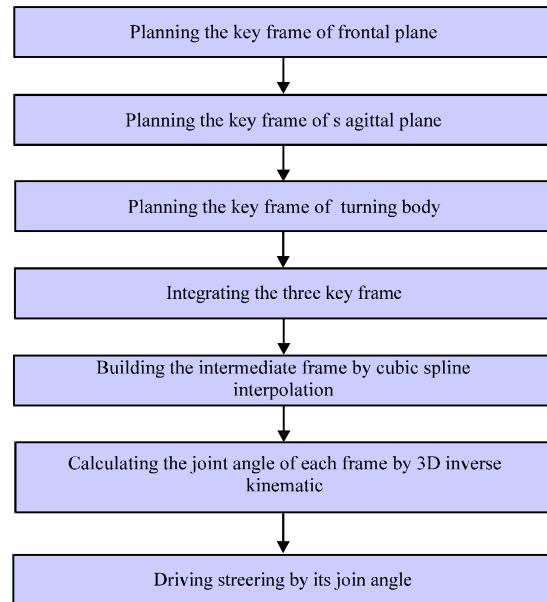 Planning the key frame of frontal plane
Planning the key frame of s agittal plane
Planning the key frame of turning body
Integrating the three key frame
Building the intermediate frame by cubic spline
interpolation
Calculating the joint angle of each frame by 3D inverse
kinematic
Driving streering by its join angle